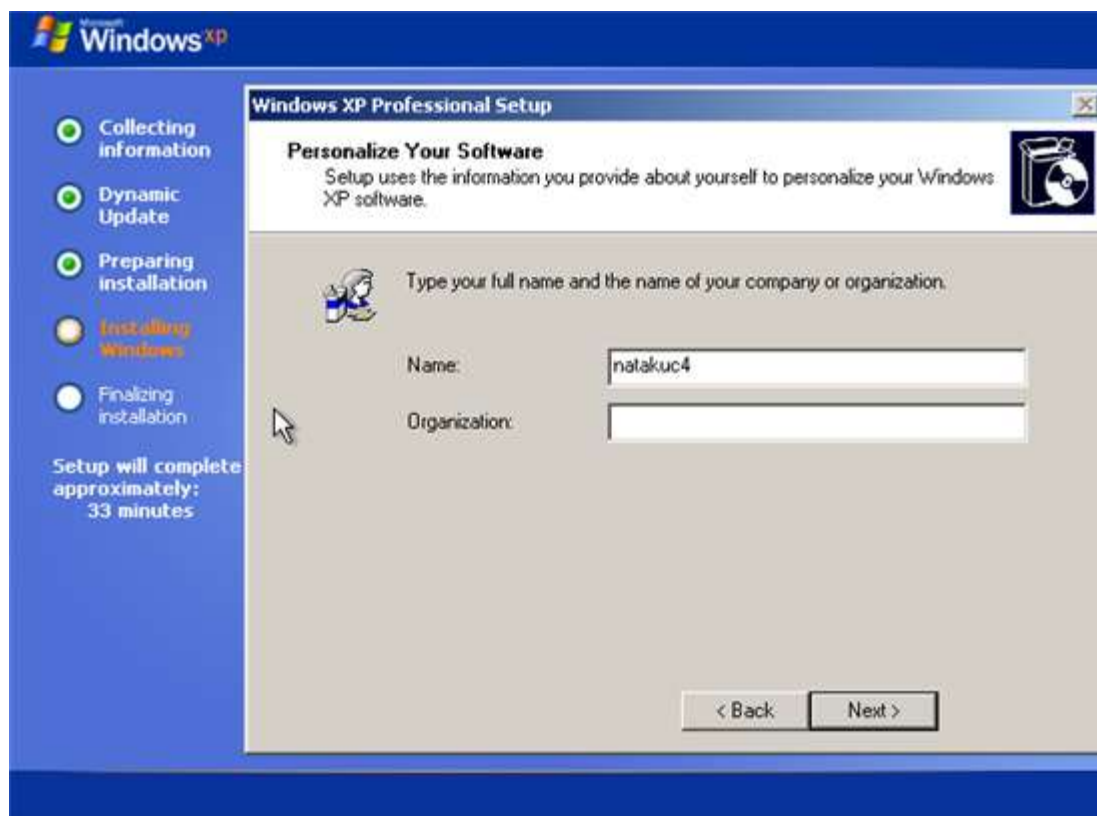 Microsoft
Windows xp
Windows XP Professional Setup
Collecting
information
Dynamic
Update
Preparing
installation
Installing
Windows
Finalizing
installation
Setup will complete
approximately:
33 minutes
Personalize Your Software
Setup uses the information you provide about yourself to personalize your Windows
XP software.
Type your full name and the name of your company or organization.
Name: natakuc4
Organization:
< Back Next >